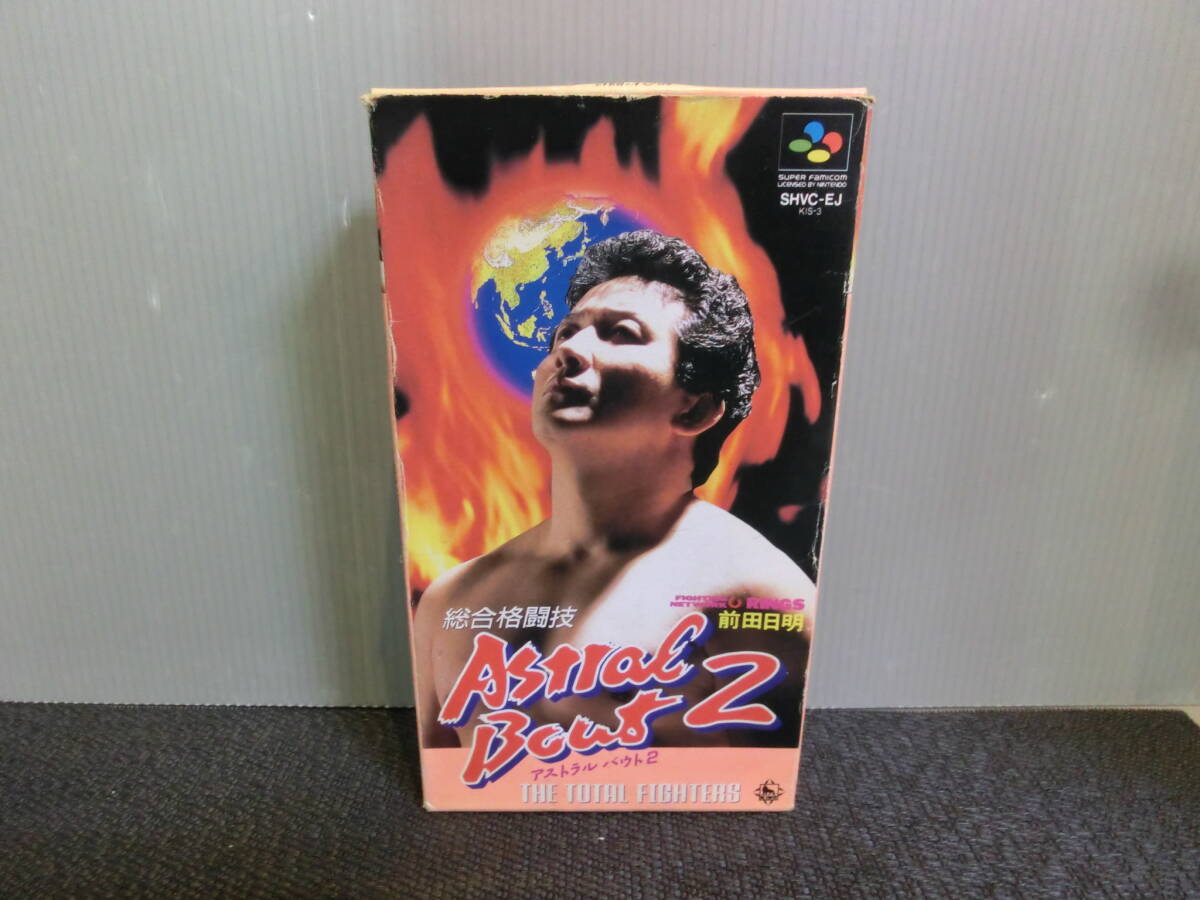 SUPER FAMICOM
LICENSED BY NINTENDO
SHVC-EJ
KIS-3
総合格闘技
FIGHTING
NETWORK RINGS
前田日明
Astral
Bout 2
アストラル バウト2
THE TOTAL FIGHTERS